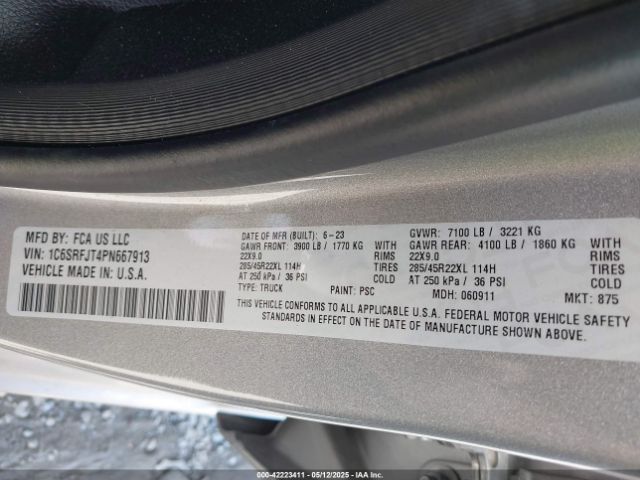 MFD BY: FCA US LLC
VIN: 1C6SRFJT4PN667913
VEHICLE MADE IN U.S.A.
DATE OF MFR (BUILT): 6-23
GAWR FRONT: 3900 LB / 1770 KG
22X9.0 RIMS
285/45R22XL 114H TIRES
AT 250 kPa / 36 PSI COLD
TYPE: TRUCK PAINT: PSC
GVWR: 7100 LB / 3221 KG
GAWR REAR: 4100 LB / 1860 KG
22X9.0 RIMS
285/45R22XL 114H TIRES
AT 250 kPa / 36 PSI COLD
MDH: 060911 MKT: 875
THIS VEHICLE CONFORMS TO ALL APPLICABLE U.S.A. FEDERAL MOTOR VEHICLE SAFETY
STANDARDS IN EFFECT ON THE DATE OF MANUFACTURE SHOWN ABOVE.
000-42223411 - 05/12/2025 - IAAI.COM